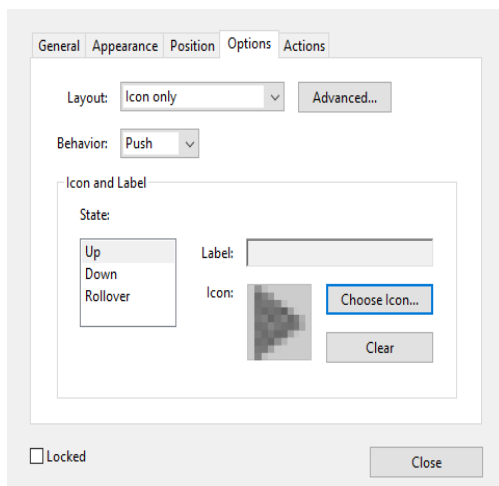 General Appearance Position Options Actions
Layout: Icon only Advanced...
Behavior: Push
Icon and Label
State:
Up
Label:
Down
Rollover
Icon:
Choose Icon...
Clear
Locked
Close